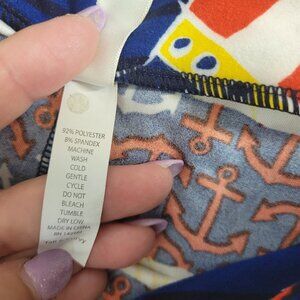 92% POLYESTER
8% SPANDEX
MACHINE
WASH
COLD
GENTLE
CYCLE
DO NOT
BLEACH
TUMBLE
DRY LOW
MADE IN CHINA